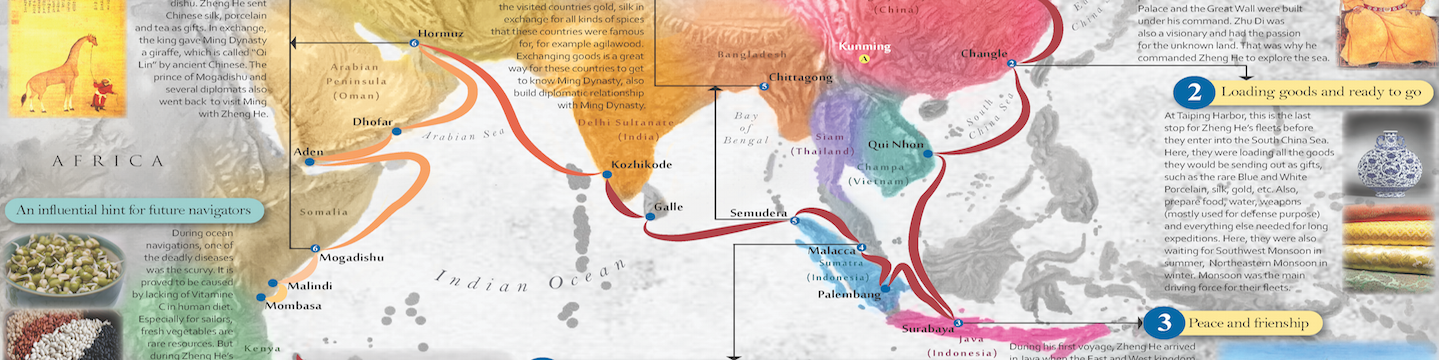 dishu. Zheng He sent
Chinese silk, porcelain
and tea as gifts. In exchange,
the king gave Ming Dynasty
a giraffe, which is called "Qi
Lin" by ancient Chinese. The
prince of Mogadishu and
several diplomats also
went back to visit Ming
with Zheng He.
AFRICA
An influential hint for future navigators
During ocean
navigations, one of
the deadly diseases
was the scurvy. It is
proved to be caused
by lacking of Vitamine
C in human diet.
Especially for sailors,
fresh vegetables are
rare resources. But
during Zheng He's
the visited countries gold, silk in
exchange for all kinds of spices
that these countries were famous
for, for example agilawood.
Exchanging goods is a great
way for these countries to get
to know Ming Dynasty, also
build diplomatic relationship
with Ming Dynasty.
Hormuz
6
Arabian
Peninsula
(Oman)
Dhofar
Arabian Sea
Aden
Somalia
6
Mogadishu
Malindi
Mombasa
Kenya
Delhi Sultanate
(India)
Kozhikode
Galle
Indian Ocean
Bangladesh
5
Chittagong
Bay
of
Bengal
(China)
Kunming
A
Changle
2
China
South
China Sea
Siam
(Thailand)
Qui Nhon
Champa
(Vietnam)
Semudera
5
Malacca
4
Sumatra
(Indonesia)
Palembang
Surabaya
3
Java
(Indonesia)
Palace and the Great Wall were built
under his command. Zhu Di was
also a visionary and had the passion
for the unknown land. That was why he
commanded Zheng He to explore the sea.
2 Loading goods and ready to go
At Taiping Harbor, this is the last
stop for Zheng He's fleets before
they enter into the South China Sea.
Here, they were loading all the goods
they would be sending out as gifts,
such as the rare Blue and White
Porcelain, silk, gold, etc. Also,
prepare food, water, weapons
(mostly used for defense purpose)
and everything else needed for long
expeditions. Here, they were also
waiting for Southwest Monsoon in
summer, Northeastern Monsoon in
winter. Monsoon was the main
driving force for their fleets.
3 Peace and frienship
During his first voyage, Zheng He arrived
in Java when the East and West kingdom